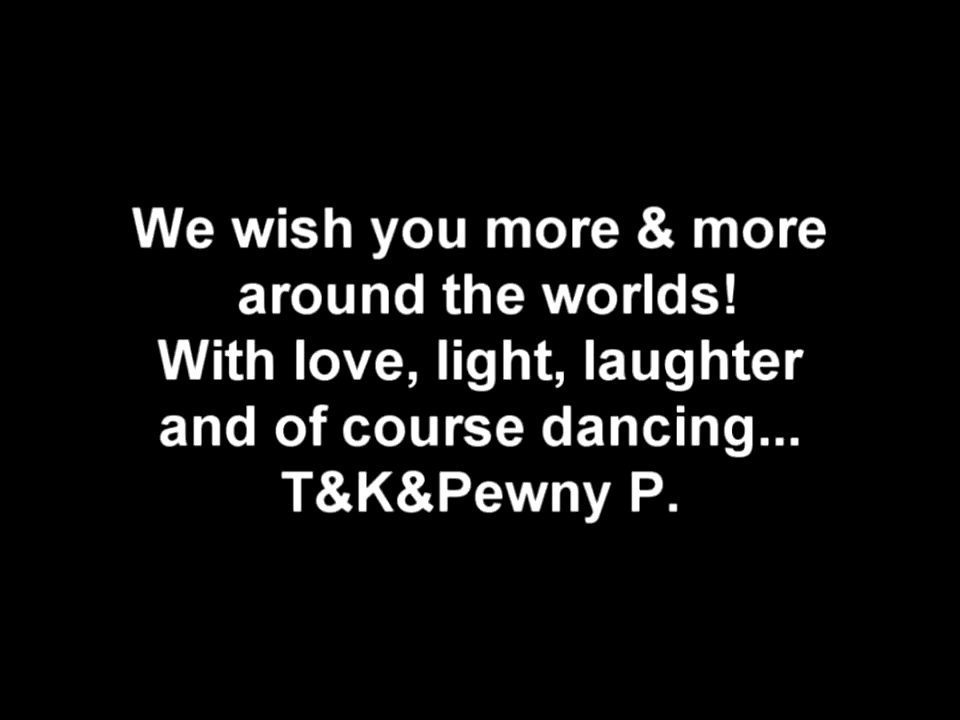 We wish you more & more
around the worlds!
With love, light, laughter
and of course dancing...
T&K&Pewny P.